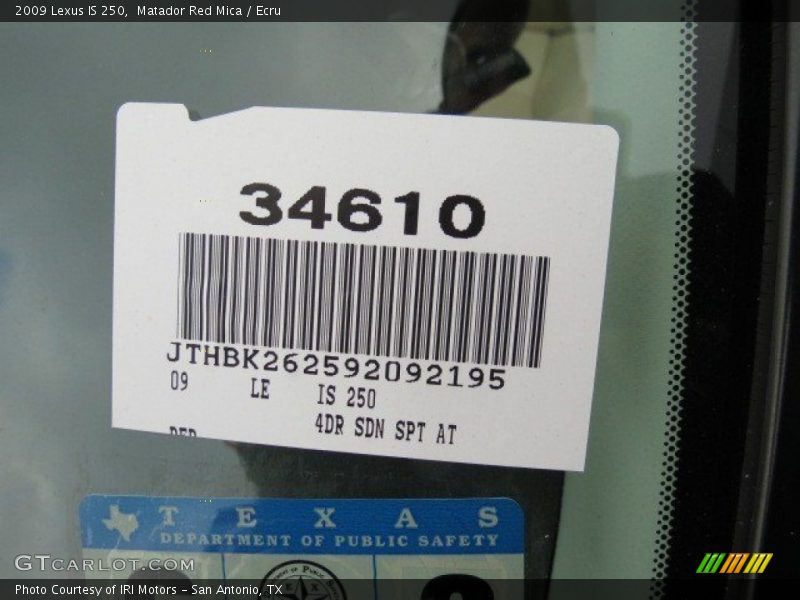 2009 Lexus IS 250,  Matador Red Mica / Ecru
34610
JTHBK262592092195
09 LE IS 250
4DR SDN SPT AT
RED
TEXAS
DEPARTMENT OF PUBLIC SAFETY
GTCARLOT.COM
Photo Courtesy of IRI Motors – San Antonio, TX